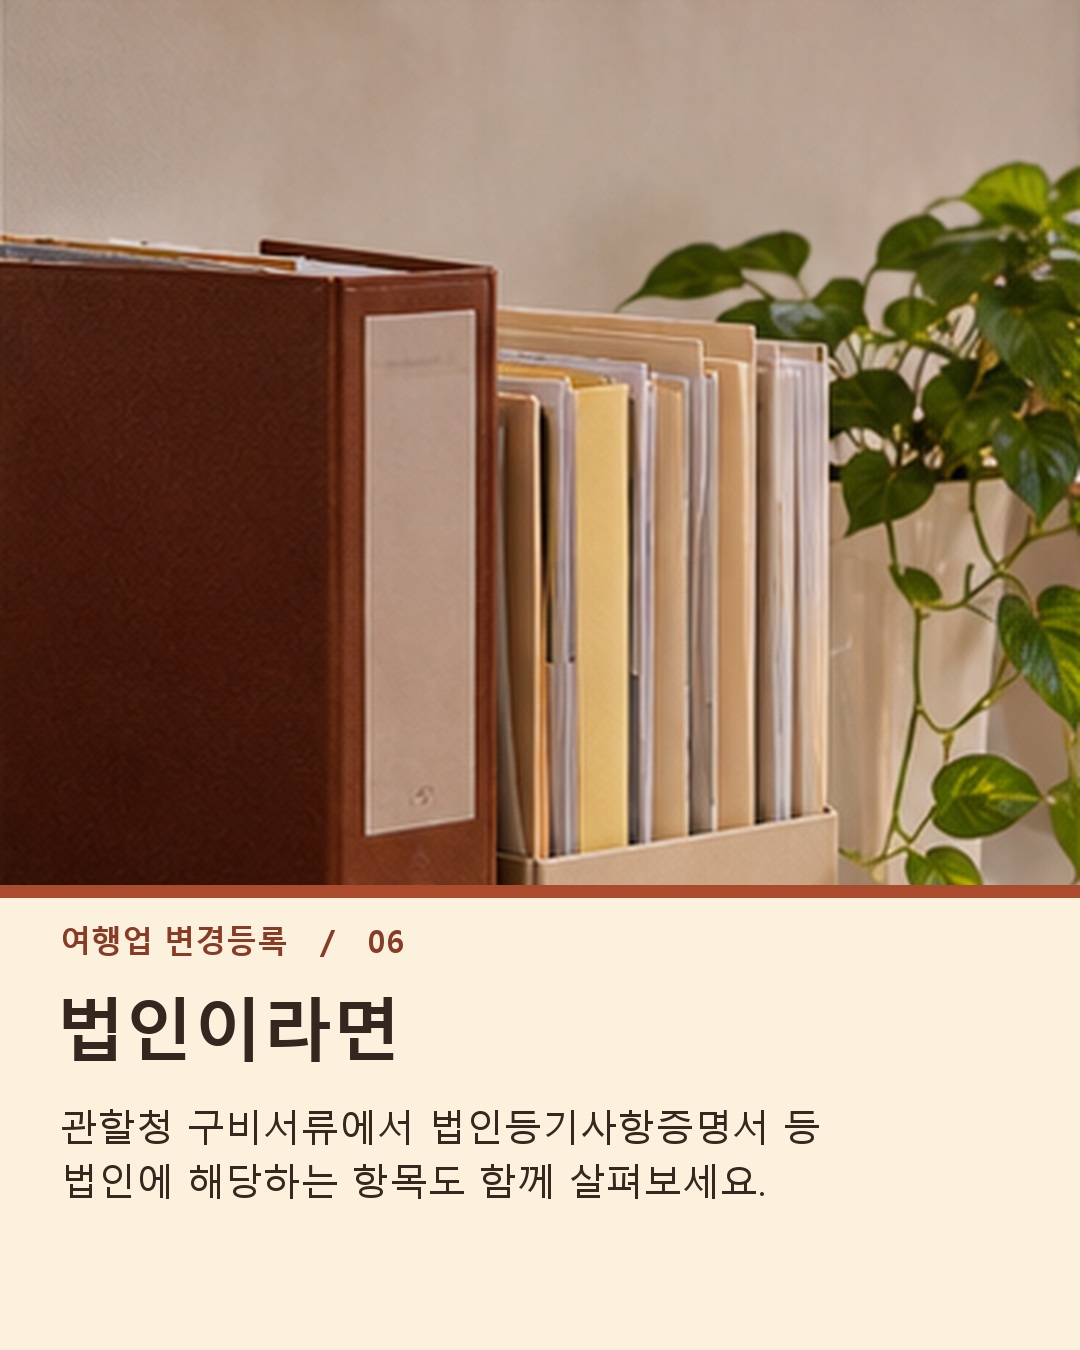 여행업 변경등록 / 06
법인이라면
관할청 구비서류에서 법인등기사항증명서 등
법인에 해당하는 항목도 함께 살펴보세요.